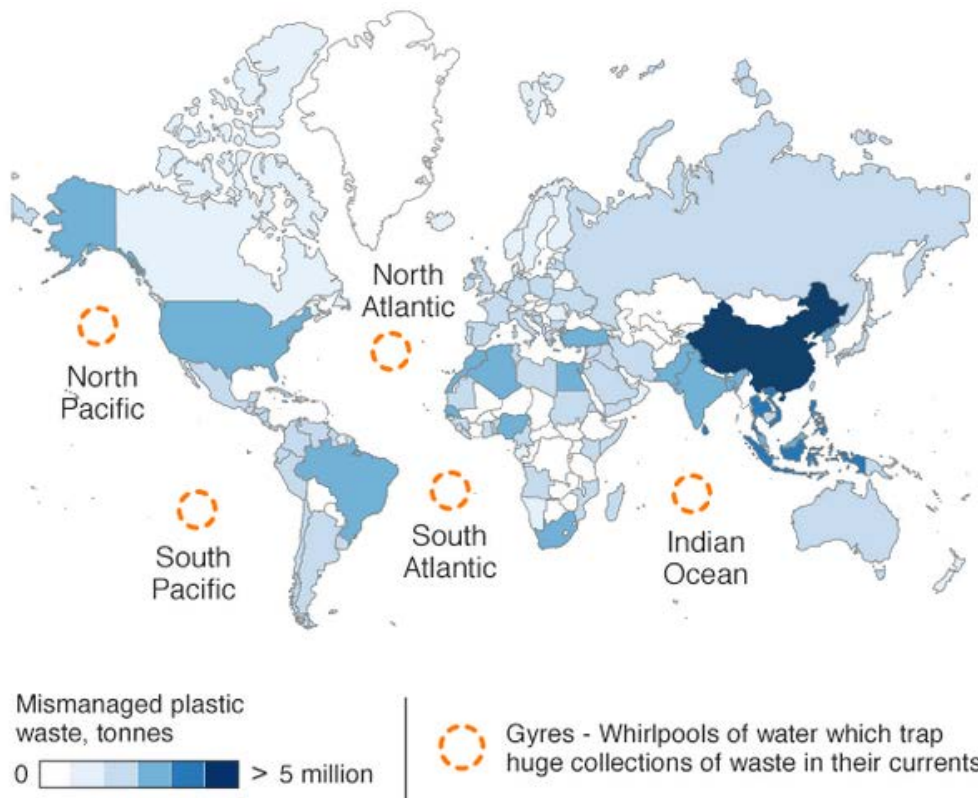 North
Atlantic
North
Pacific
South
Pacific
South
Atlantic
Indian
Ocean
Mismanaged plastic
waste, tonnes
0 > 5 million
Gyres - Whirlpools of water which trap
huge collections of waste in their currents